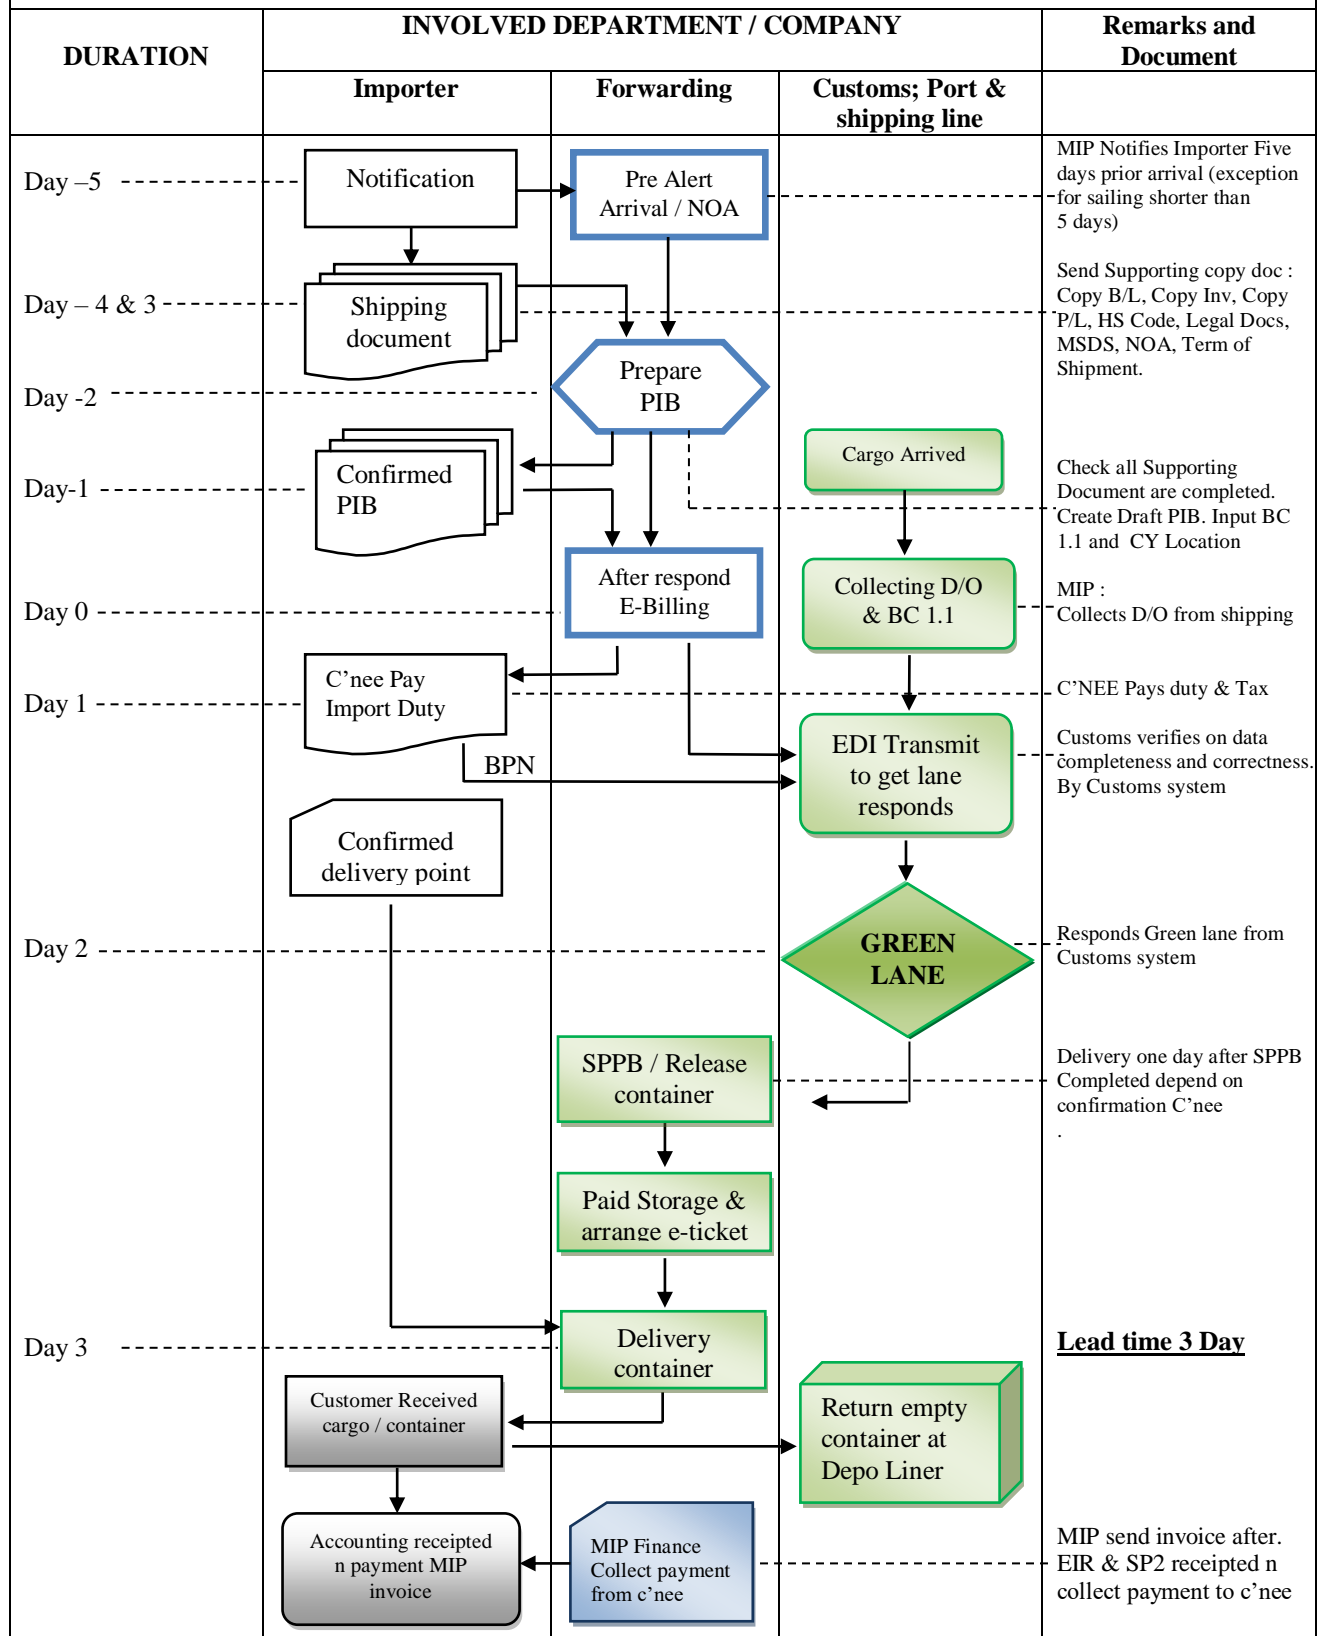 INVOLVED DEPARTMENT / COMPANY
Remarks and
Document
DURATION
Importer
Forwarding
Customs; Port &
shipping line
Day –5
Notification
Pre Alert
Arrival / NOA
MIP Notifies Importer Five
days prior arrival (exception
for sailing shorter than
5 days)
Day – 4 & 3
Shipping
document
Send Supporting copy doc :
Copy B/L, Copy Inv, Copy
P/L, HS Code, Legal Docs,
MSDS, NOA, Term of
Shipment.
Day -2
Prepare
PIB
Cargo Arrived
Day-1
Confirmed
PIB
Check all Supporting
Document are completed.
Create Draft PIB. Input BC
1.1 and  CY Location
Day 0
After respond
E-Billing
Collecting D/O
& BC 1.1
MIP :
Collects D/O from shipping
Day 1
C'nee Pay
Import Duty
C'NEE Pays duty & Tax
BPN
EDI Transmit
to get lane
responds
Customs verifies on data
completeness and correctness.
By Customs system
Confirmed
delivery point
Day 2
GREEN
LANE
Responds Green lane from
Customs system
SPPB / Release
container
Delivery one day after SPPB
Completed depend on
confirmation C'nee
.
Paid Storage &
arrange e-ticket
Day 3
Delivery
container
Lead time 3 Day
Customer Received
cargo / container
Return empty
container at
Depo Liner
Accounting receipted
n payment MIP
invoice
MIP Finance
Collect payment
from c'nee
MIP send invoice after.
EIR & SP2 receipted n
collect payment to c'nee